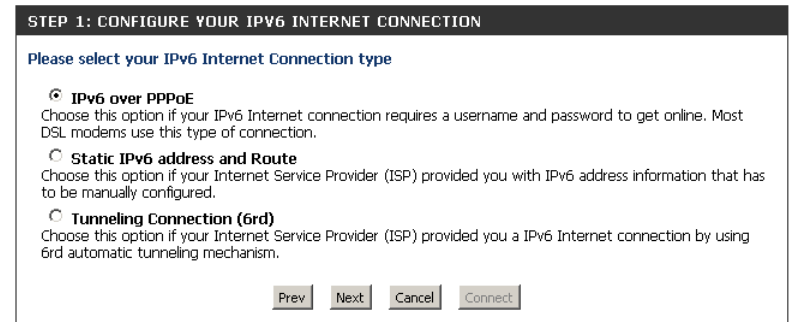 STEP 1: CONFIGURE YOUR IPV6 INTERNET CONNECTION
Please select your IPv6 Internet Connection type
IPv6 over PPPoE
Choose this option if your IPv6 Internet connection requires a username and password to get online. Most
DSL modems use this type of connection.
Static IPv6 address and Route
Choose this option if your Internet Service Provider (ISP) provided you with IPv6 address information that has
to be manually configured.
Tunneling Connection (6rd)
Choose this option if your Internet Service Provider (ISP) provided you a IPv6 Internet connection by using
6rd automatic tunneling mechanism.
Prev Next Cancel Connect